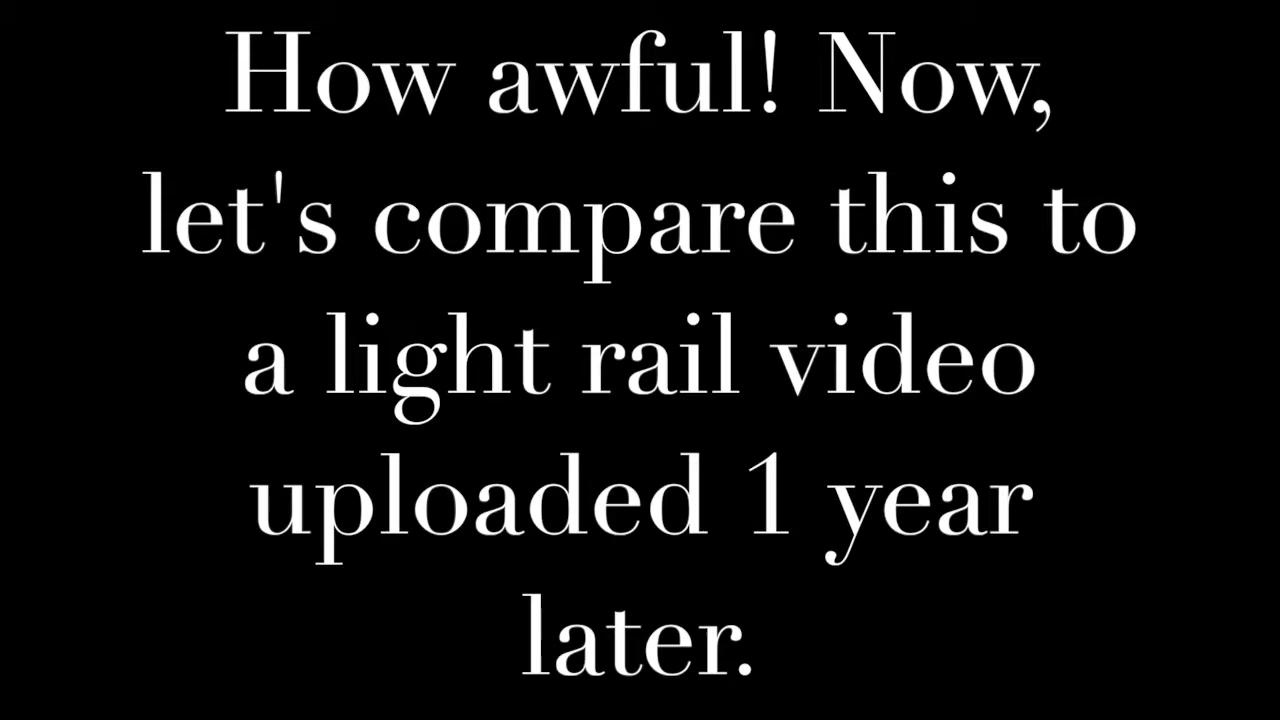 How awful! Now,
let's compare this to
a light rail video
uploaded 1 year
later.